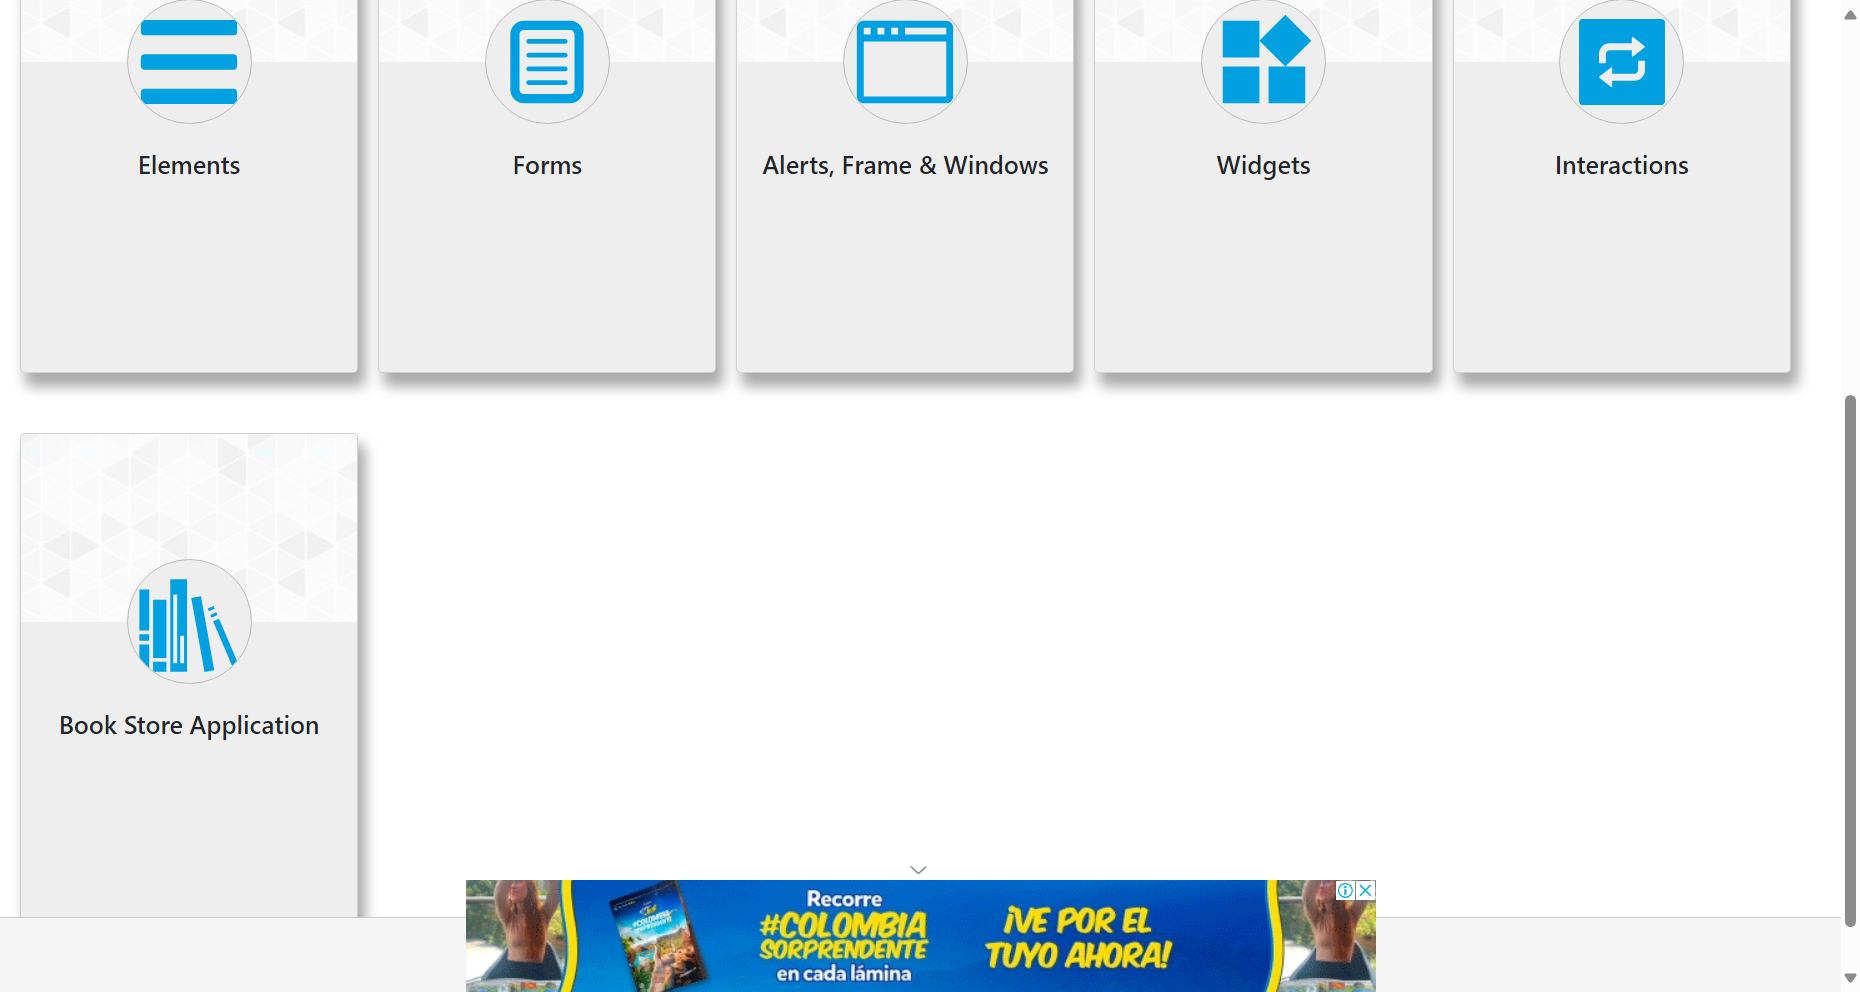 Elements
Forms
Alerts, Frame & Windows
Widgets
Interactions
Book Store Application
Recorre
#COLOMBIA
SORPRENDENTE
en cada lámina
¡VE POR EL
TUYO AHORA!